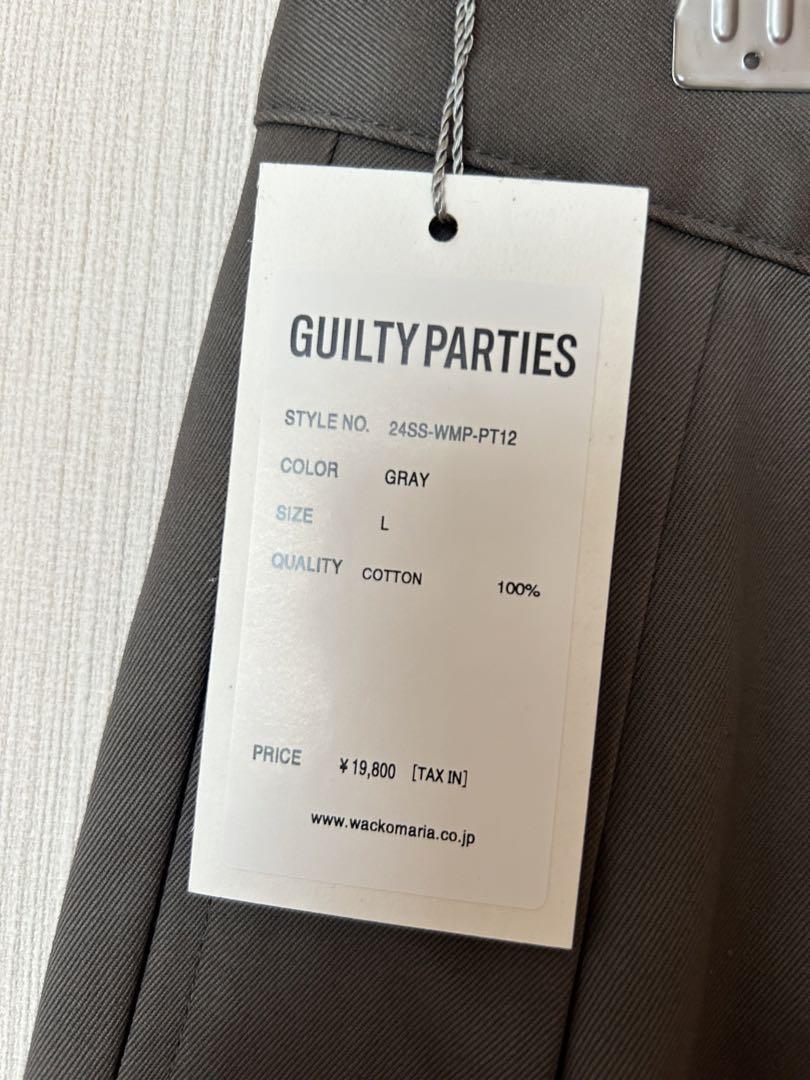 GUILTY PARTIES
STYLE NO. 24SS-WMP-PT12
COLOR GRAY
SIZE L
QUALITY COTTON 100%
PRICE ¥19,800 [TAX IN]
www.wackomaria.co.jp